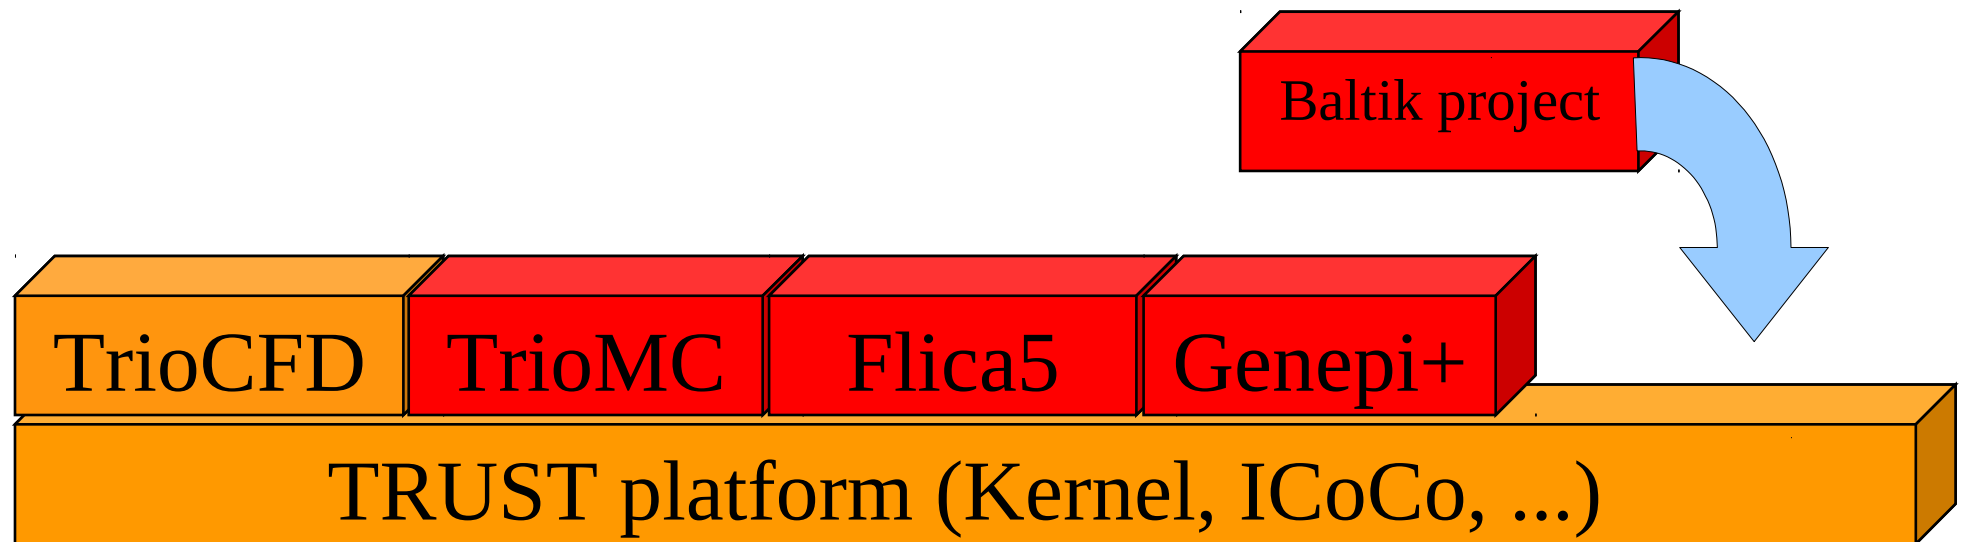 Baltik project
TrioCFD TrioMC Flica5 Genepi+
TRUST platform (Kernel, ICoCo, ...)